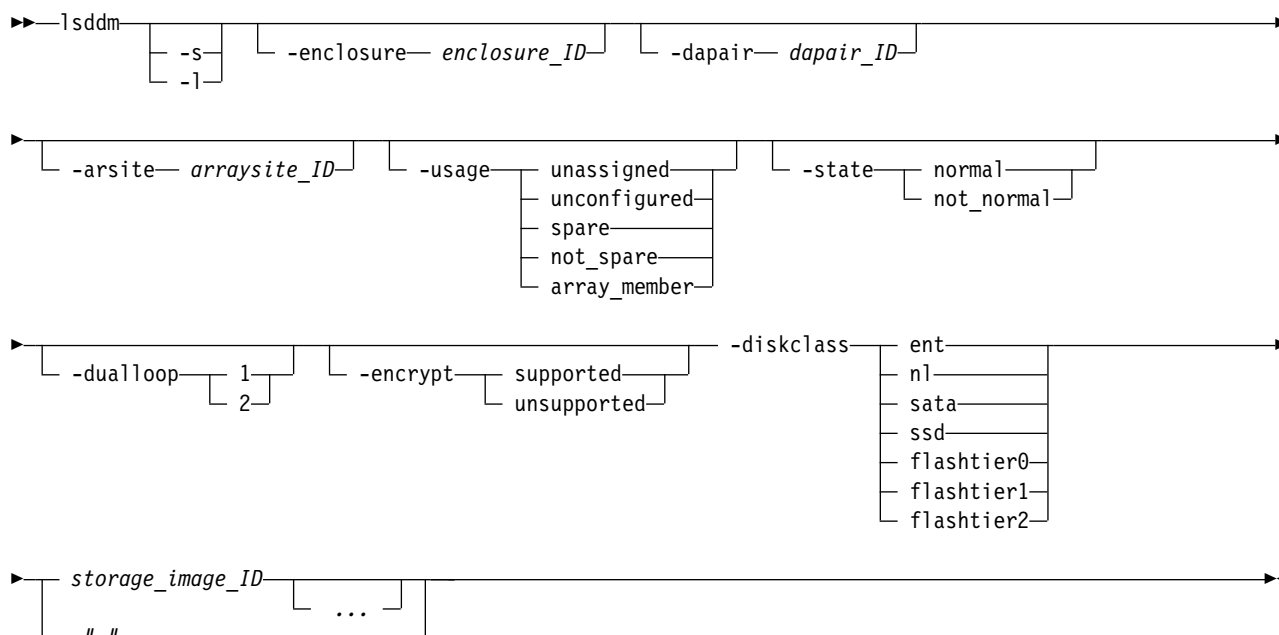 lsddm
-s
-l
-enclosure enclosure_ID
-dapair dapair_ID
-arsite arraysite_ID
-usage unassigned
unconfigured
spare
not_spare
array_member
-state normal
not_normal
-dualloop 1
2
-encrypt supported
unsupported
-diskclass ent
nl
sata
ssd
flashtier0
flashtier1
flashtier2
storage_image_ID
...